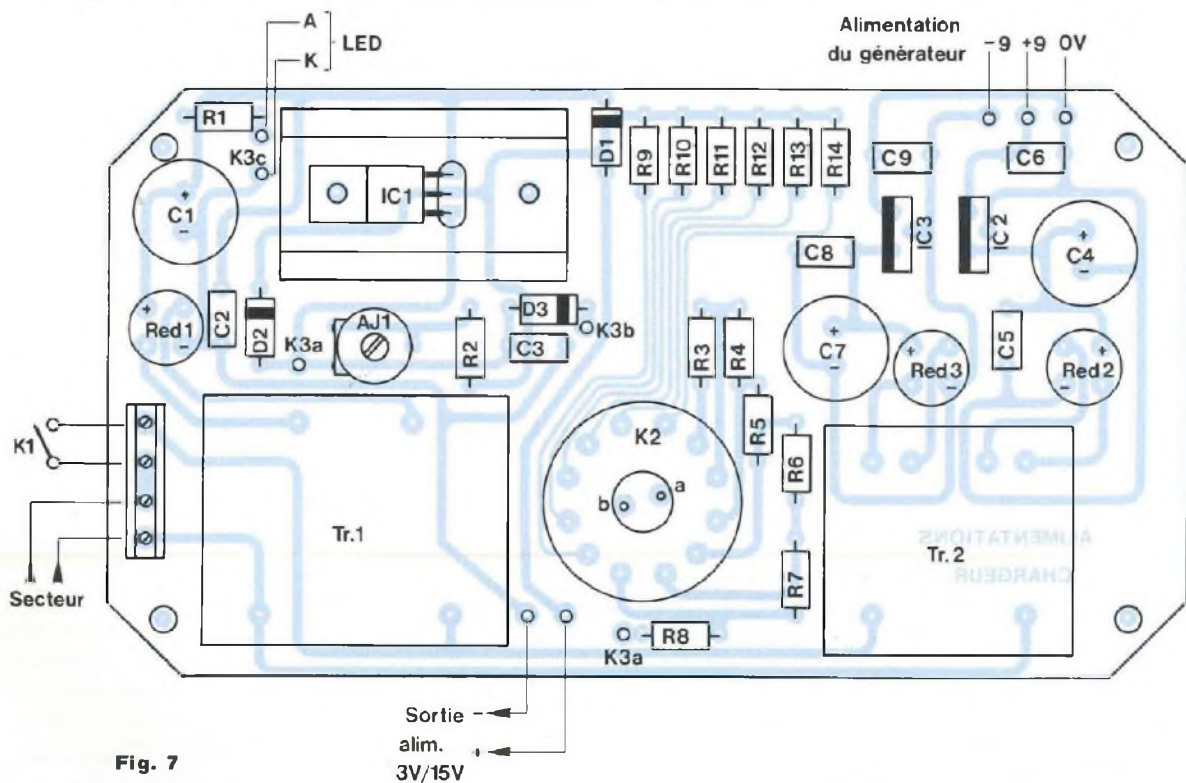 A
LED
K
Alimentation
du générateur
-9 +9 0V
R1
K3c
C1
+
-
IC1
D1
R9
R10
R11
R12
R13
R14
C9
C6
IC3
IC2
C8
+
C4
-
+
Red1
-
C2
D2
K3a
AJ1
R2
D3
C3
K3b
R3
R4
+
C7
-
+
Red3
-
C5
+
Red2
-
K1
Secteur
Tr.1
K2
a
b
R5
R6
R7
Tr.2
ALIMENTATIONS
CHARGEUR
K3a
R8
Sortie -
alim. +
3V/15V
Fig. 7